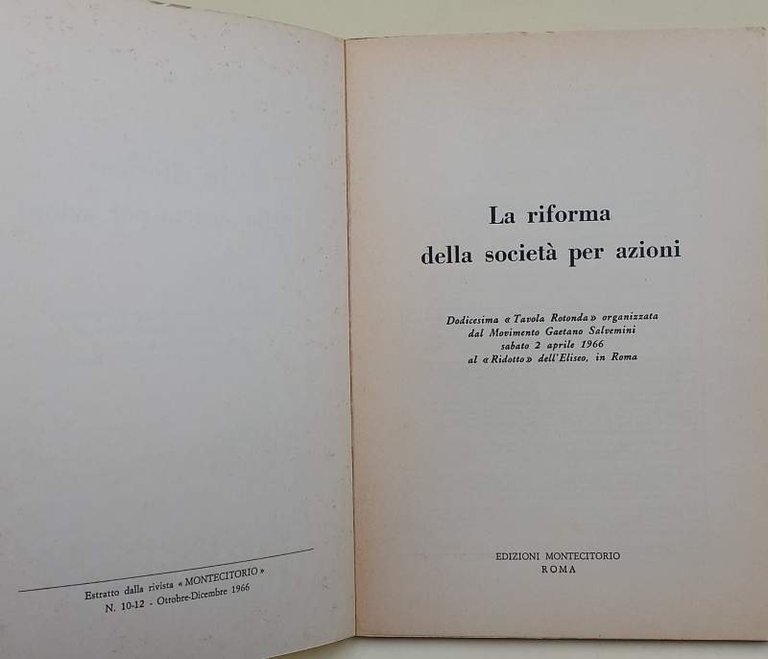 Estratto dalla rivista « MONTECITORIO »
N. 10-12 - Ottobre-Dicembre 1966
La riforma
della società per azioni
Dodicesima « Tavola Rotonda » organizzata
dal Movimento Gaetano Salvemini
sabato 2 aprile 1966
al « Ridotto » dell'Eliseo, in Roma
EDIZIONI MONTECITORIO
ROMA